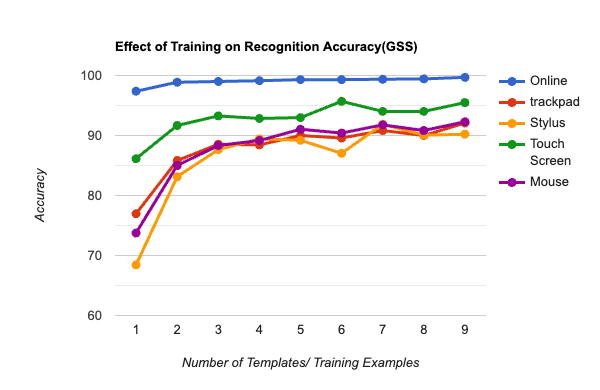 Effect of Training on Recognition Accuracy(GSS)
100
90
80
70
60
Accuracy
1 2 3 4 5 6 7 8 9
Number of Templates/ Training Examples
Online
trackpad
Stylus
Touch
Screen
Mouse